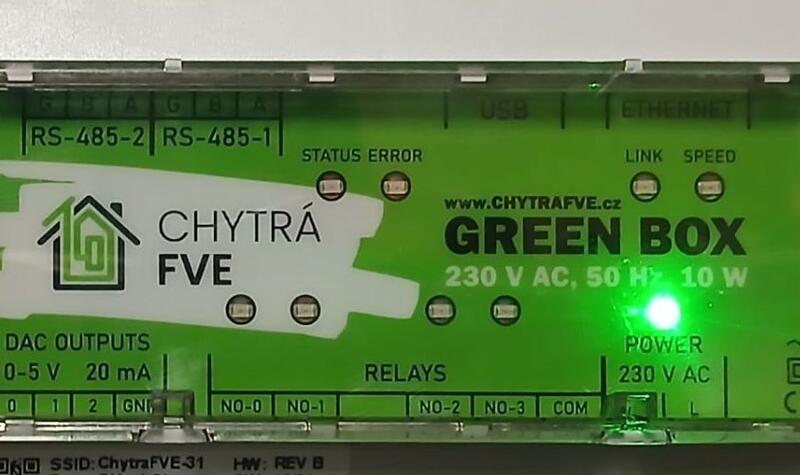 G B A G B A USB ETHERNET
RS-485-2 RS-485-1
STATUS ERROR LINK SPEED
www.CHYTRAFVE.cz
CHYTRÁ
FVE
GREEN BOX
230 V AC, 50 Hz, 10 W
DAC OUTPUTS
0-5 V 20 mA
POWER
230 V AC
RELAYS
0 1 2 GND NO-0 NO-1 NO-2 NO-3 COM L
SSID: ChytraFVE-31 HW: REV B